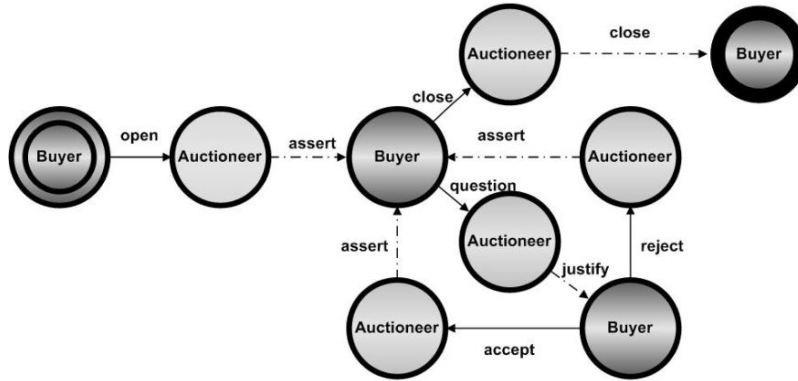 close
Auctioneer
Buyer
close
open
assert
assert
Buyer
Auctioneer
Buyer
Auctioneer
question
Auctioneer
assert
justify
reject
Auctioneer
Buyer
accept